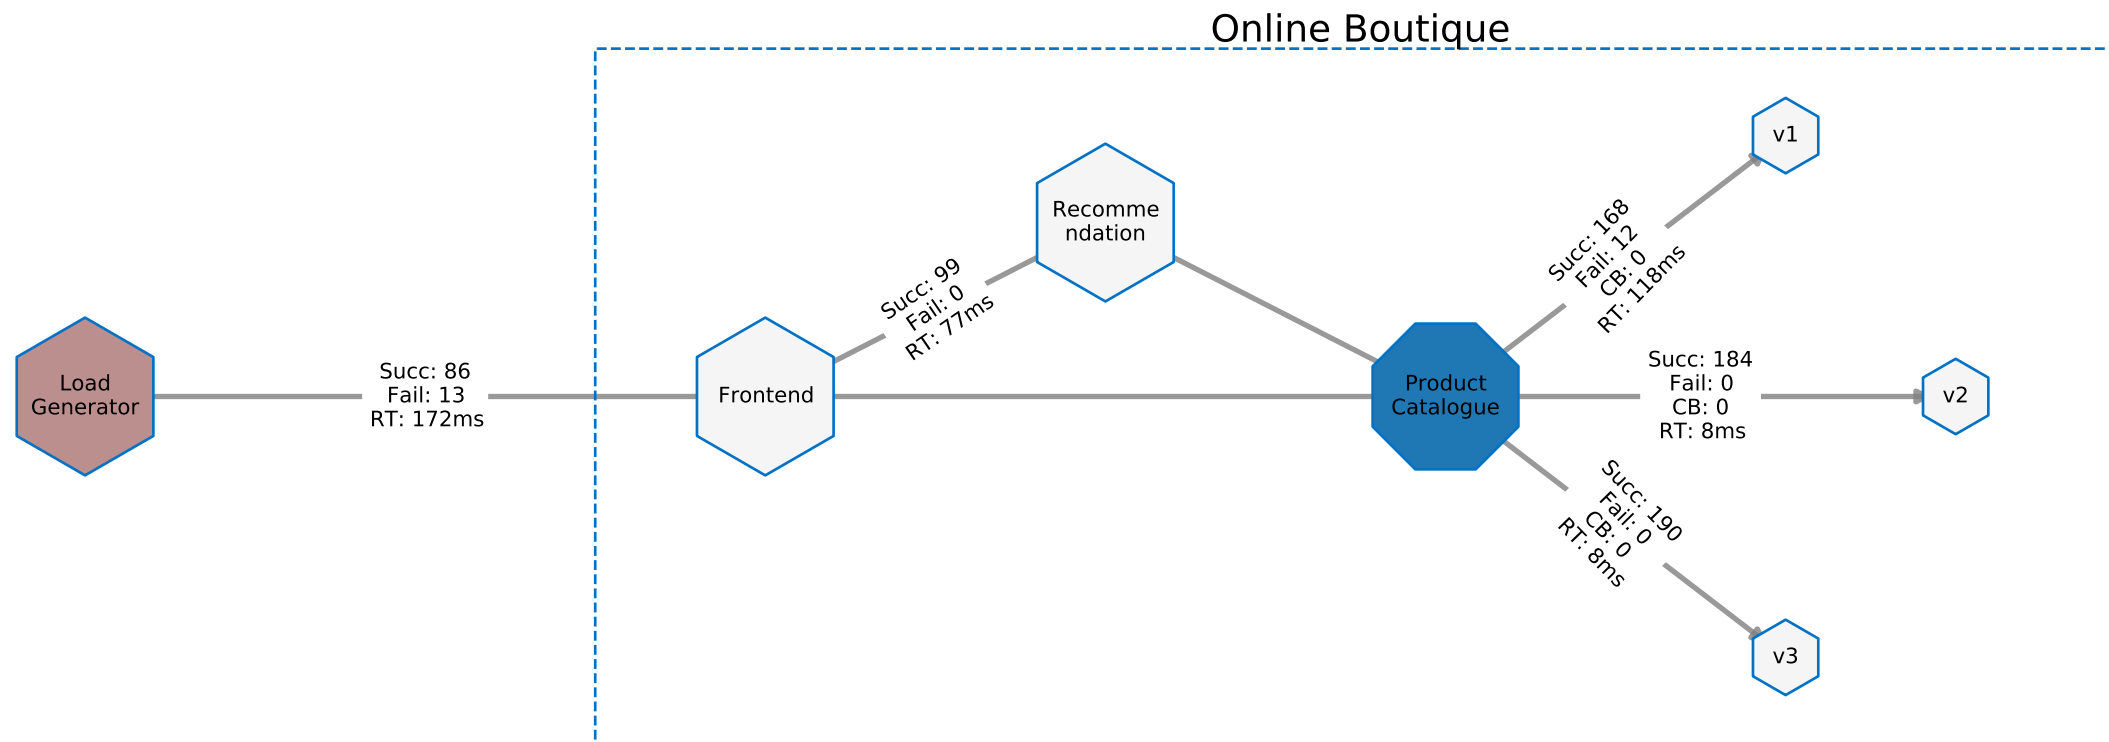 Online Boutique
Load
Generator
Succ: 86
Fail: 13
RT: 172ms
Frontend
Succ: 99
Fail: 0
RT: 77ms
Recomme
ndation
Product
Catalogue
Succ: 168
Fail: 12
CB: 0
RT: 118ms
v1
Succ: 184
Fail: 0
CB: 0
RT: 8ms
v2
Succ: 190
Fail: 0
CB: 0
RT: 8ms
v3